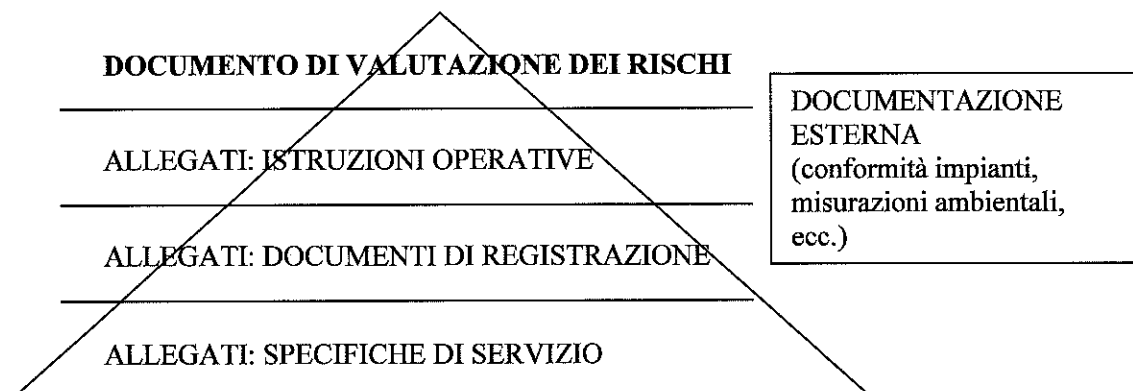 DOCUMENTO DI VALUTAZIONE DEI RISCHI
ALLEGATI: ISTRUZIONI OPERATIVE
ALLEGATI: DOCUMENTI DI REGISTRAZIONE
ALLEGATI: SPECIFICHE DI SERVIZIO
DOCUMENTAZIONE
ESTERNA
(conformità impianti,
misurazioni ambientali,
ecc.)